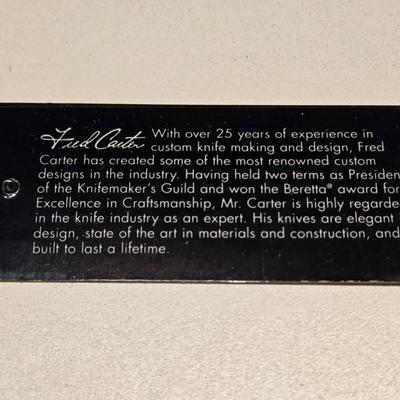 Fred Carter With over 25 years of experience in
custom knife making and design, Fred
Carter has created some of the most renowned custom
designs in the industry. Having held two terms as Presiden
of the Knifemaker's Guild and won the Beretta® award for
Excellence in Craftsmanship, Mr. Carter is highly regarde
in the knife industry as an expert. His knives are elegant i
design, state of the art in materials and construction, and
built to last a lifetime.